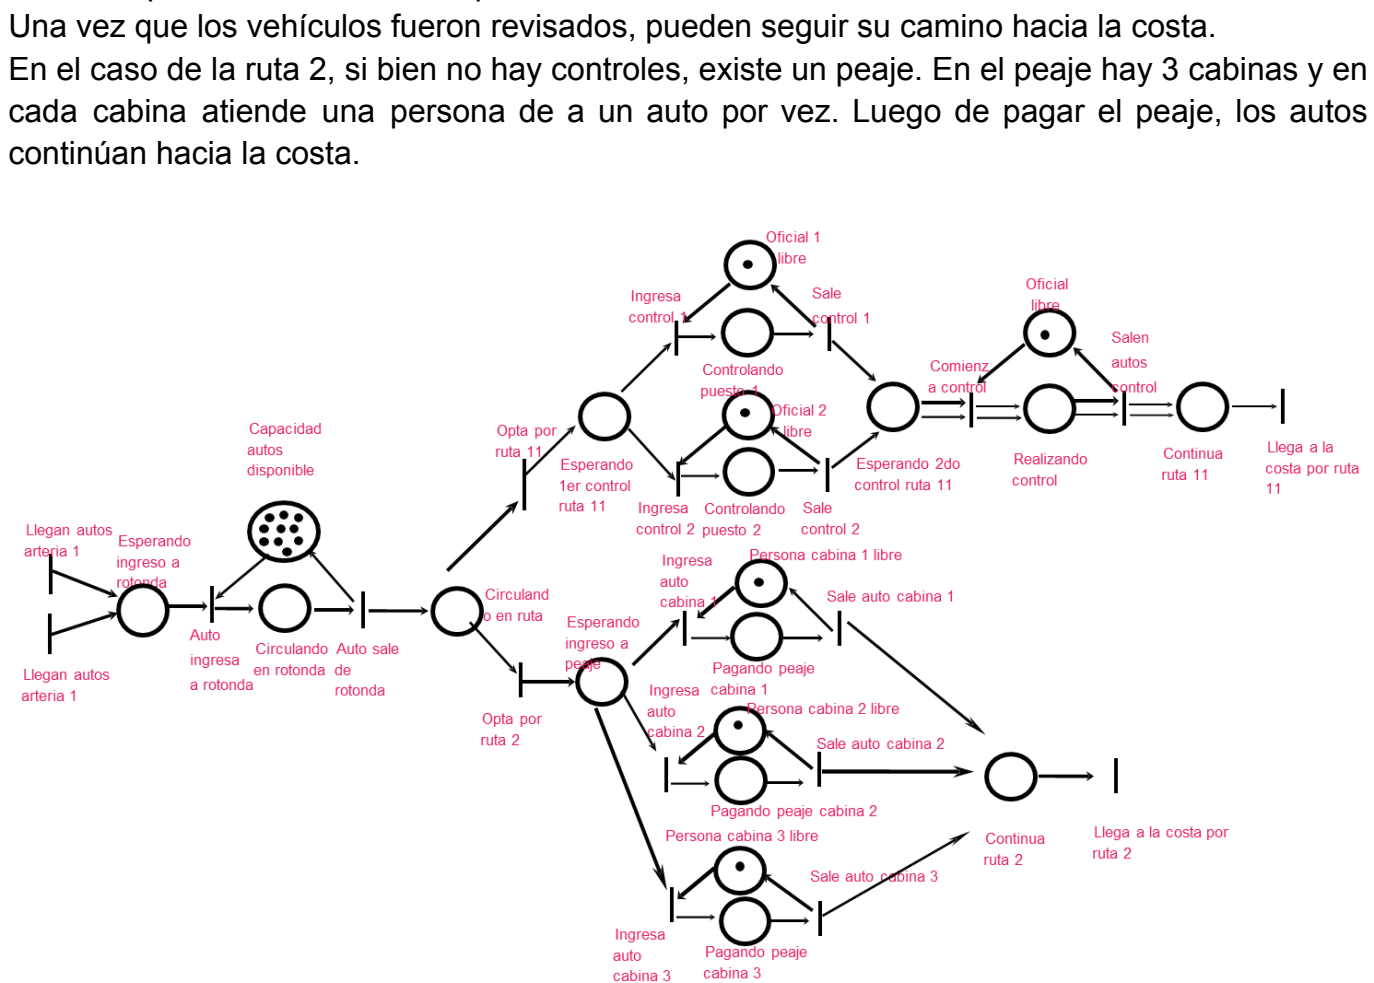 Una vez que los vehículos fueron revisados, pueden seguir su camino hacia la costa.
En el caso de la ruta 2, si bien no hay controles, existe un peaje. En el peaje hay 3 cabinas y en
cada cabina atiende una persona de a un auto por vez. Luego de pagar el peaje, los autos
continúan hacia la costa.
Oficial 1
libre
Ingresa
control 1
Sale
control 1
Controlando
puesto 1
Oficial
libre
Salen
autos
control
Comienz
a control
Oficial 2
libre
Opta por
ruta 11
Esperando
1er control
ruta 11
Ingresa
control 2
Controlando
puesto 2
Sale
control 2
Esperando 2do
control ruta 11
Realizando
control
Continua
ruta 11
Llega a la
costa por ruta
11
Capacidad
autos
disponible
Llegan autos
arteria 1
Esperando
ingreso a
rotonda
Llegan autos
arteria 1
Auto
ingresa
a rotonda
Circulando
en rotonda
Auto sale
de
rotonda
Circuland
o en ruta
Opta por
ruta 2
Esperando
ingreso a
peaje
Ingresa
auto
cabina 1
Persona cabina 1 libre
Sale auto cabina 1
Pagando peaje
cabina 1
Ingresa
auto
cabina 2
Persona cabina 2 libre
Sale auto cabina 2
Pagando peaje cabina 2
Persona cabina 3 libre
Sale auto cabina 3
Ingresa
auto
cabina 3
Pagando peaje
cabina 3
Continua
ruta 2
Llega a la costa por
ruta 2